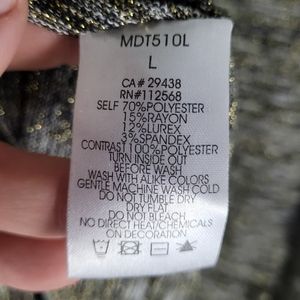 MDT510L
L
CA# 29438
RN#112568
SELF 70%POLYESTER
15%RAYON
12%LUREX
3%SPANDEX
CONTRAST 100%POLYESTER
TURN INSIDE OUT
BEFORE WASH
WASH WITH ALIKE COLORS
GENTLE MACHINE WASH COLD
DO NOT TUMBLE DRY
DRY FLAT
DO NOT BLEACH
NO DIRECT HEAT/CHEMICALS
ON DECORATION